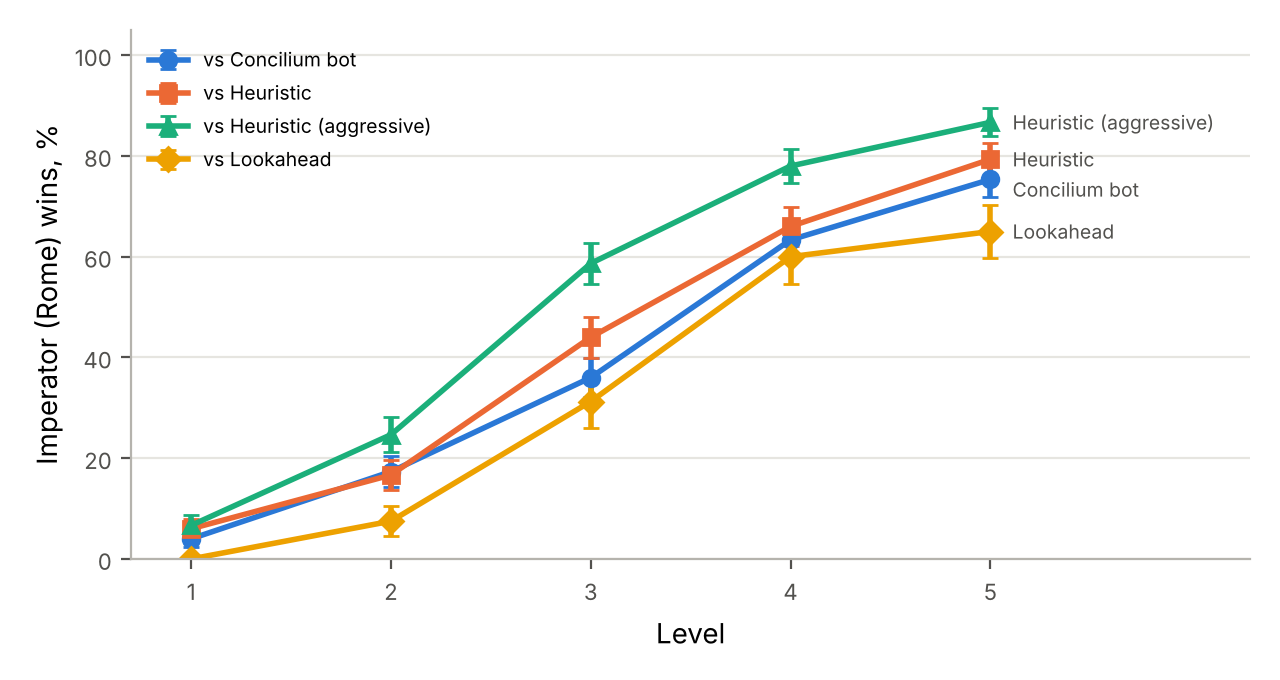 100
80
60
40
20
0
Imperator (Rome) wins, %
vs Concilium bot
vs Heuristic
vs Heuristic (aggressive)
vs Lookahead
Heuristic (aggressive)
Heuristic
Concilium bot
Lookahead
1 2 3 4 5
Level